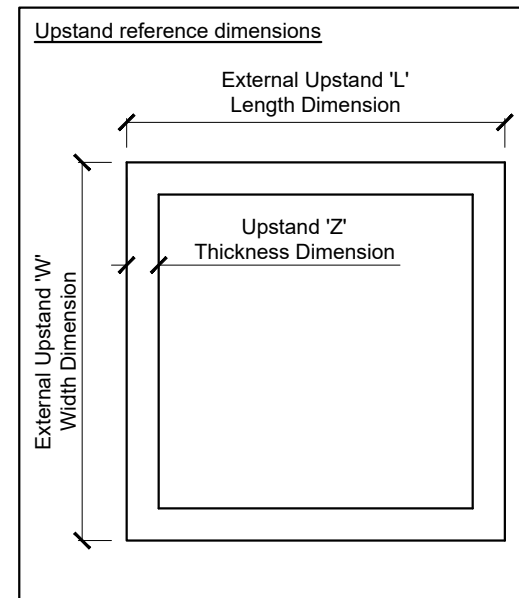 Upstand reference dimensions
External Upstand 'L'
Length Dimension
Upstand 'Z'
Thickness Dimension
External Upstand 'W'
Width Dimension